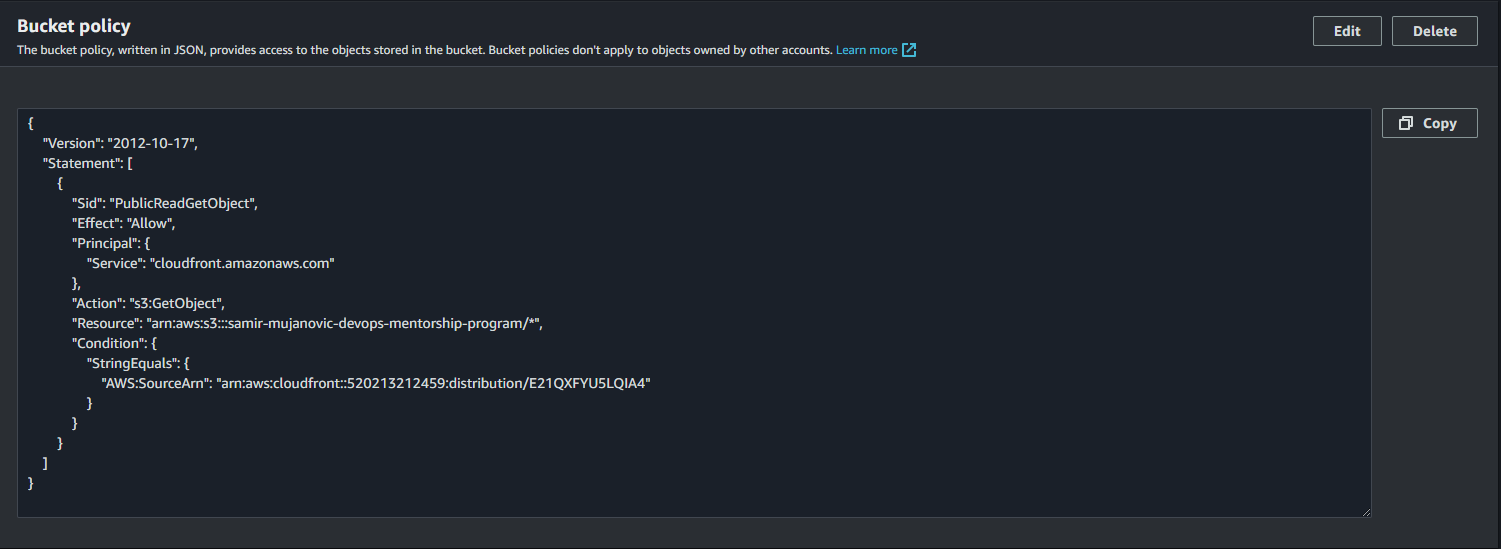 Bucket policy
The bucket policy, written in JSON, provides access to the objects stored in the bucket. Bucket policies don't apply to objects owned by other accounts. Learn more
Edit
Delete
Copy
{
"Version": "2012-10-17",
"Statement": [
{
"Sid": "PublicReadGetObject",
"Effect": "Allow",
"Principal": {
"Service": "cloudfront.amazonaws.com"
},
"Action": "s3:GetObject",
"Resource": "arn:aws:s3:::samir-mujanovic-devops-mentorship-program/*",
"Condition": {
"StringEquals": {
"AWS:SourceArn": "arn:aws:cloudfront::520213212459:distribution/E21QXFYU5LQIA4"
}
}
}
]
}